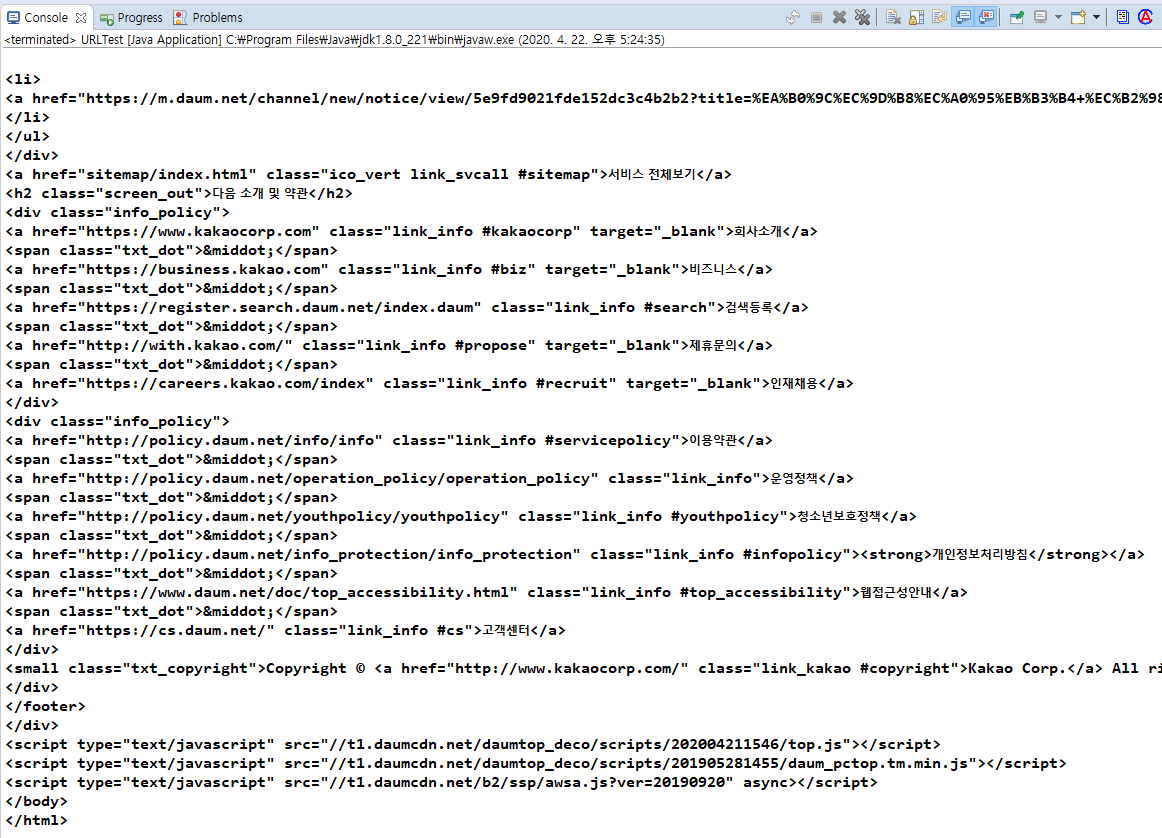 Console Progress Problems
<terminated> URLTest [Java Application] C:₩Program Files₩Java₩jdk1.8.0_221₩bin₩javaw.exe (2020. 4. 22. 오후 5:24:35)
<li>
<a href="https://m.daum.net/channel/new/notice/view/5e9fd9021fde152dc3c4b2b2?title=%EA%B0%9C%EC%9D%B8%EC%A0%95%EB%B3%B4+%EC%B2%98
</li>
</ul>
</div>
<a href="sitemap/index.html" class="ico_vert link_svcall #sitemap">서비스 전체보기</a>
<h2 class="screen_out">다음 소개 및 약관</h2>
<div class="info_policy">
<a href="https://www.kakaocorp.com" class="link_info #kakaocorp" target="_blank">회사소개</a>
<span class="txt_dot">&middot;</span>
<a href="https://business.kakao.com" class="link_info #biz" target="_blank">비즈니스</a>
<span class="txt_dot">&middot;</span>
<a href="https://register.search.daum.net/index.daum" class="link_info #search">검색등록</a>
<span class="txt_dot">&middot;</span>
<a href="http://with.kakao.com/" class="link_info #propose" target="_blank">제휴문의</a>
<span class="txt_dot">&middot;</span>
<a href="https://careers.kakao.com/index" class="link_info #recruit" target="_blank">인재채용</a>
</div>
<div class="info_policy">
<a href="http://policy.daum.net/info/info" class="link_info #servicepolicy">이용약관</a>
<span class="txt_dot">&middot;</span>
<a href="http://policy.daum.net/operation_policy/operation_policy" class="link_info">운영정책</a>
<span class="txt_dot">&middot;</span>
<a href="http://policy.daum.net/youthpolicy/youthpolicy" class="link_info #youthpolicy">청소년보호정책</a>
<span class="txt_dot">&middot;</span>
<a href="http://policy.daum.net/info_protection/info_protection" class="link_info #infopolicy"><strong>개인정보처리방침</strong></a>
<span class="txt_dot">&middot;</span>
<a href="https://www.daum.net/doc/top_accessibility.html" class="link_info #top_accessibility">웹접근성안내</a>
<span class="txt_dot">&middot;</span>
<a href="https://cs.daum.net/" class="link_info #cs">고객센터</a>
</div>
<small class="txt_copyright">Copyright © <a href="http://www.kakaocorp.com/" class="link_kakao #copyright">Kakao Corp.</a> All ri
</div>
</footer>
</div>
<script type="text/javascript" src="//t1.daumcdn.net/daumtop_deco/scripts/202004211546/top.js"></script>
<script type="text/javascript" src="//t1.daumcdn.net/daumtop_deco/scripts/201905281455/daum_pctop.tm.min.js"></script>
<script type="text/javascript" src="//t1.daumcdn.net/b2/ssp/awsa.js?ver=20190920" async></script>
</body>
</html>